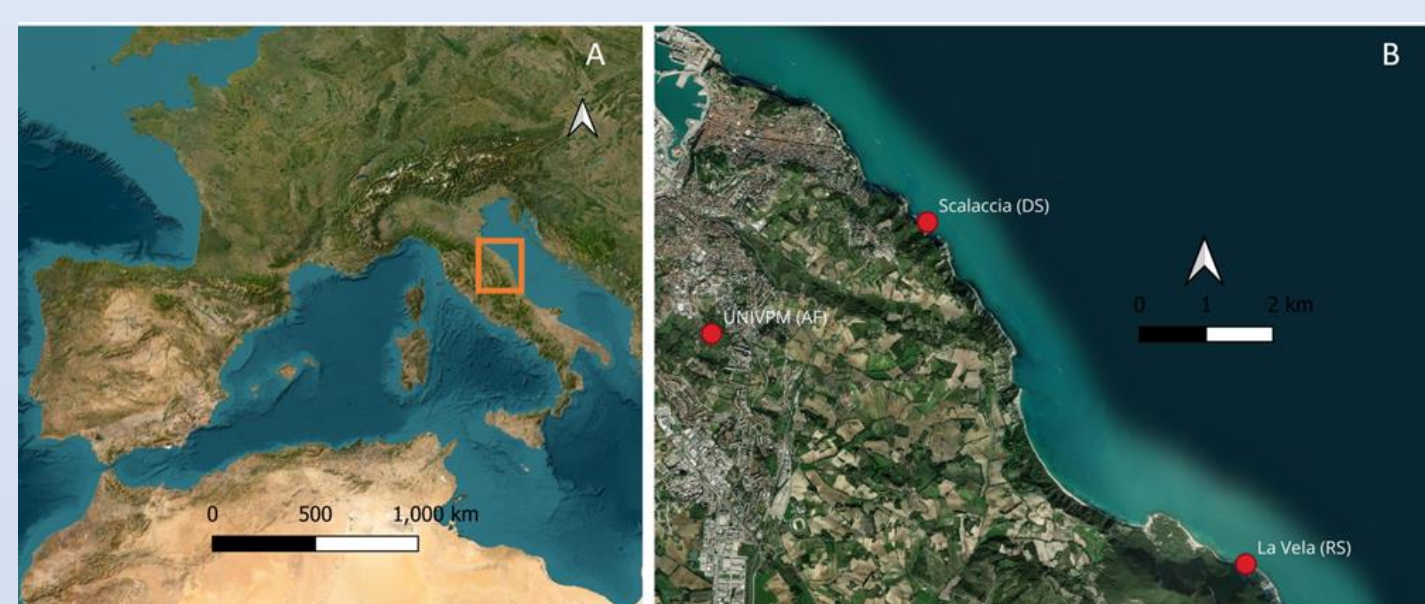 A
0 500 1,000 km
B
Scalaccia (DS)
UNIVPM (AF)
0 1 2 km
La Vela (RS)